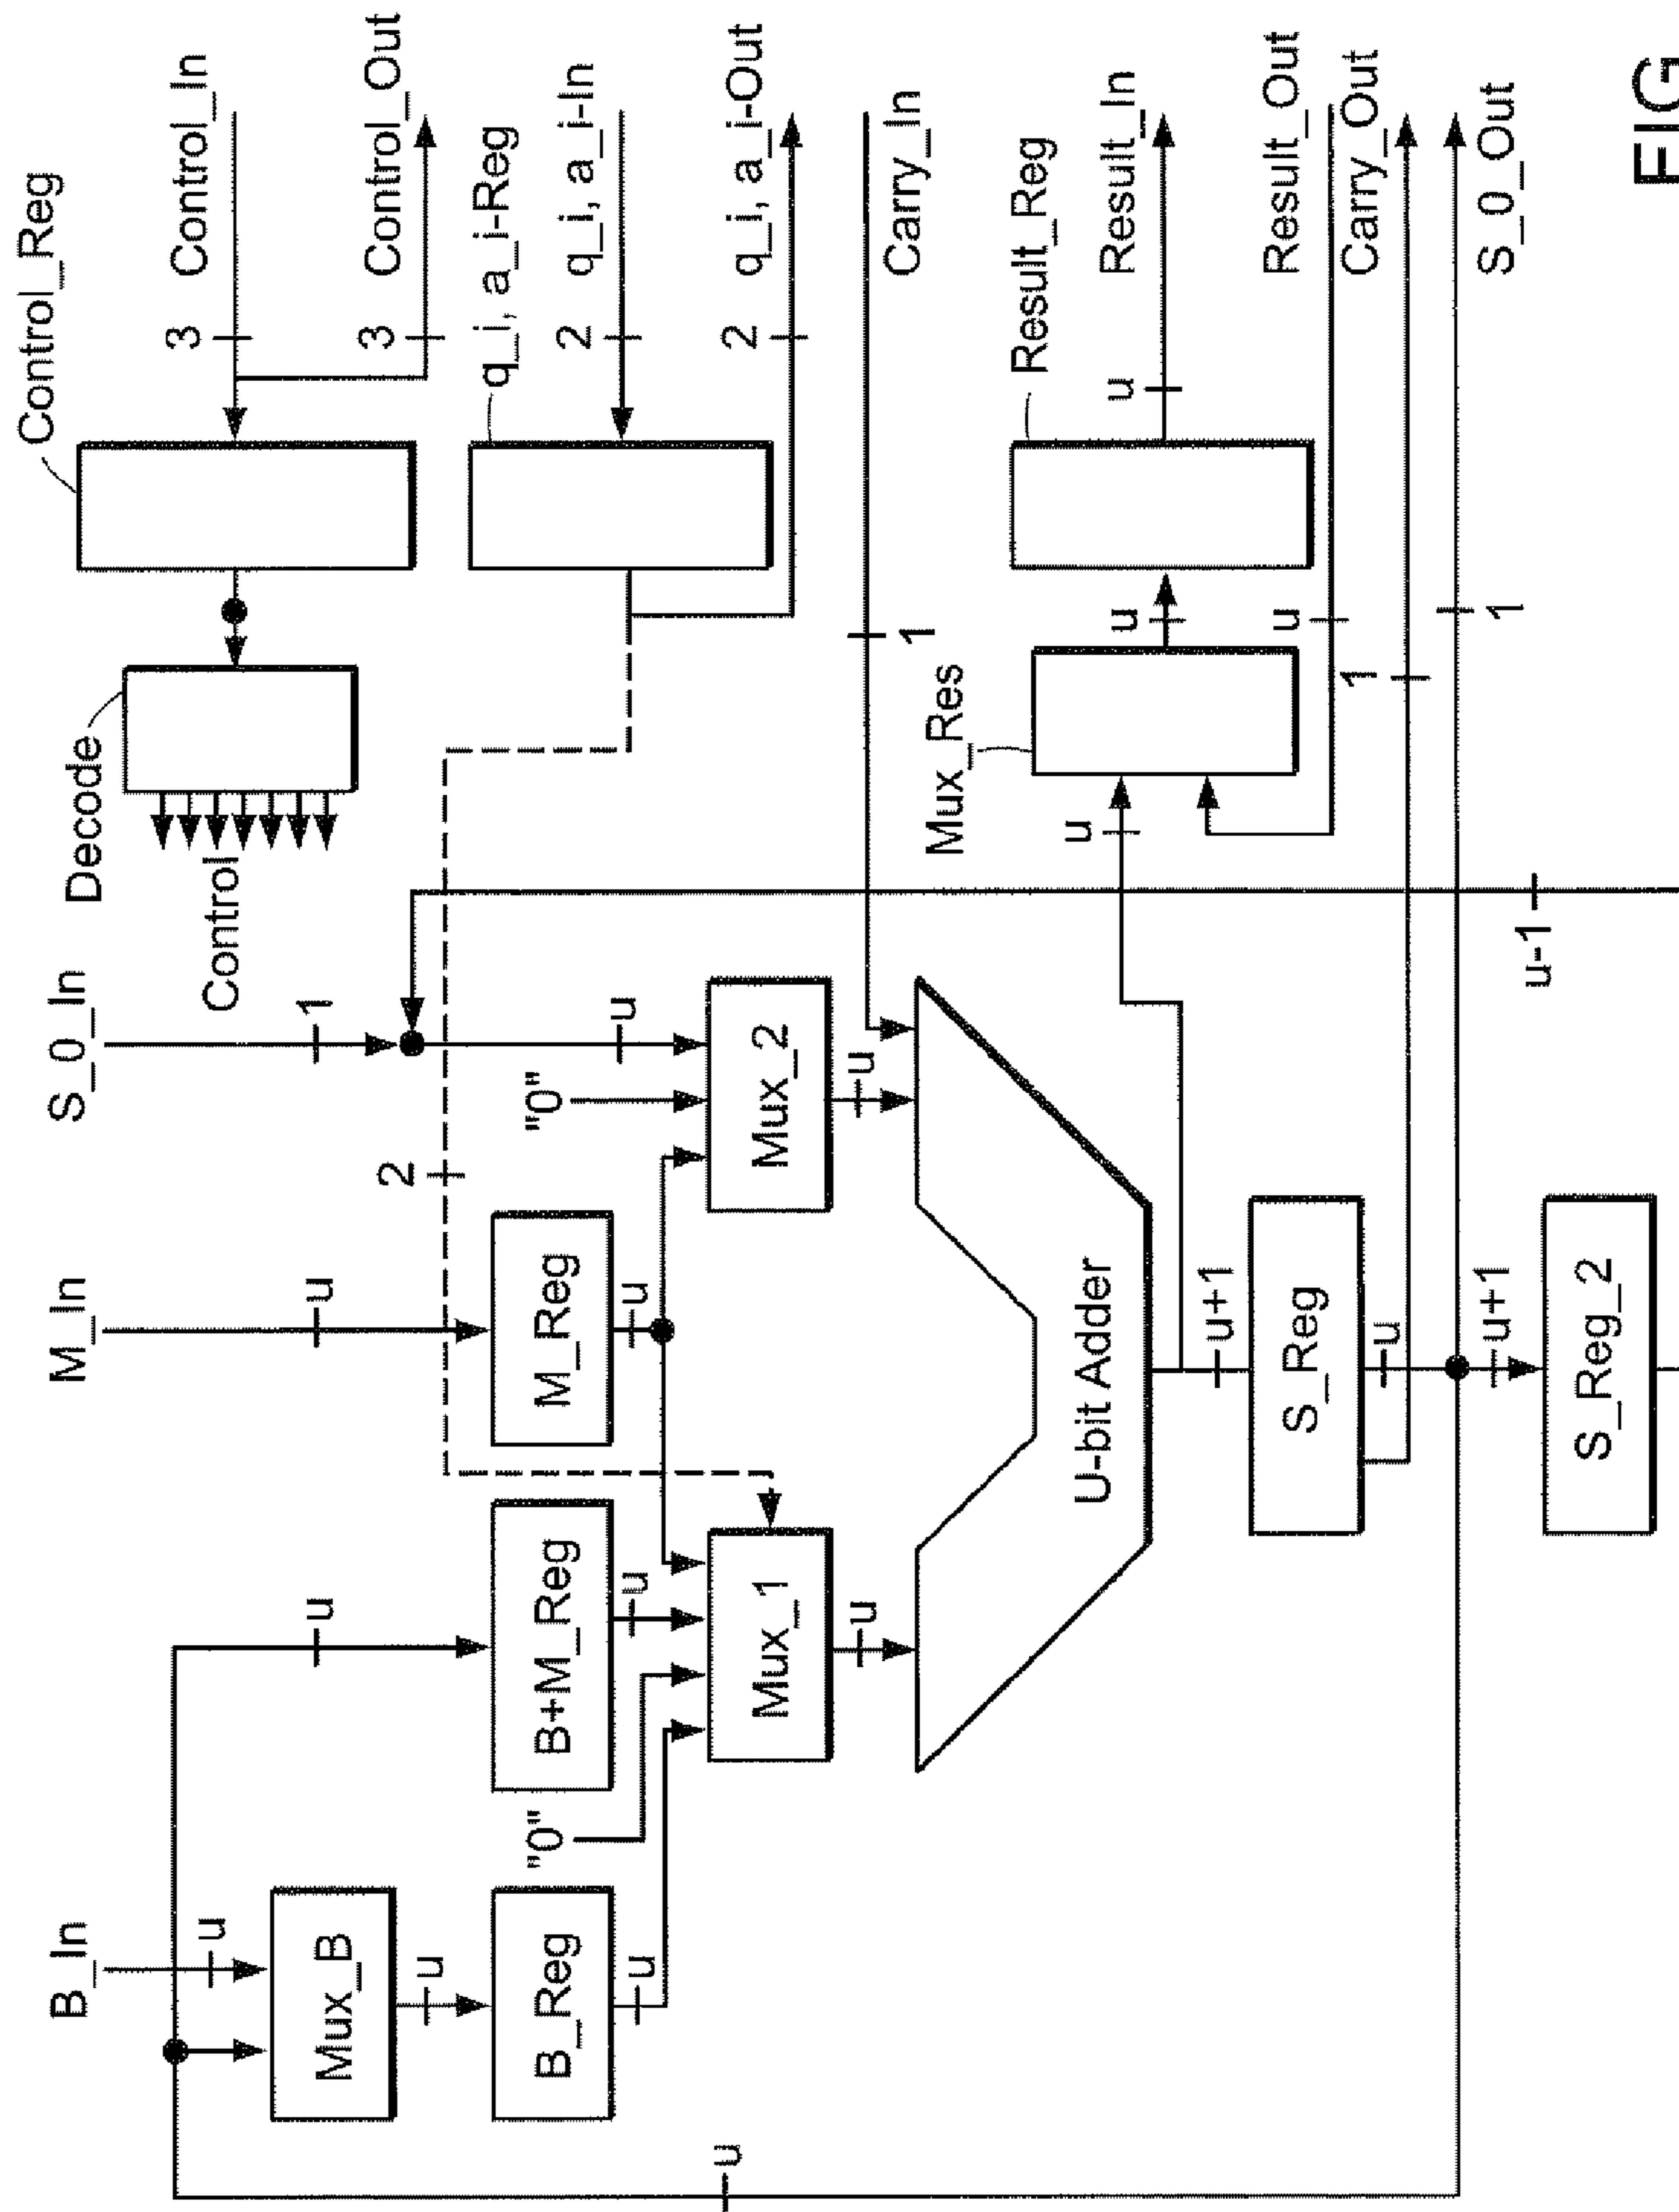 B_In
M_In
S_0_In
Control_Reg
Control_In
3
Control_Out
3
Decode
Control
q_i, a_i-Reg
q_i, a_i-In
2
q_i, a_i-Out
2
Carry_In
1
u
u
u
1
2
Mux_B
u
B_Reg
u
"0"
B+M_Reg
u
M_Reg
u
"0"
u
Mux_1
Mux_2
u
u
U-bit Adder
Mux_Res
u
u
u
Result_Reg
u
Result_In
Result_Out
Carry_Out
1
S_0_Out
1
u+1
S_Reg
u
u+1
S_Reg_2
u-1
u
FIG